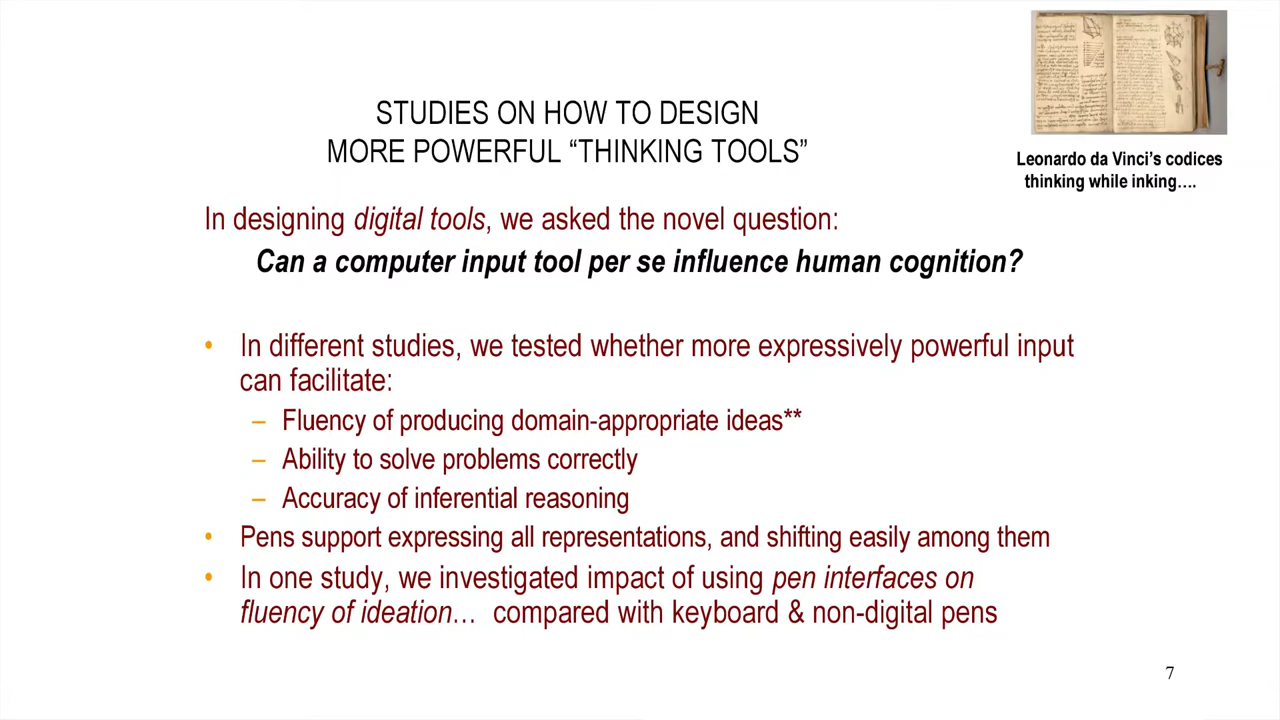 STUDIES ON HOW TO DESIGN
MORE POWERFUL “THINKING TOOLS”
Leonardo da Vinci’s codices
thinking while inking….
In designing digital tools, we asked the novel question:
Can a computer input tool per se influence human cognition?
• In different studies, we tested whether more expressively powerful input
can facilitate:
– Fluency of producing domain-appropriate ideas**
– Ability to solve problems correctly
– Accuracy of inferential reasoning
• Pens support expressing all representations, and shifting easily among them
• In one study, we investigated impact of using pen interfaces on
fluency of ideation… compared with keyboard & non-digital pens
7